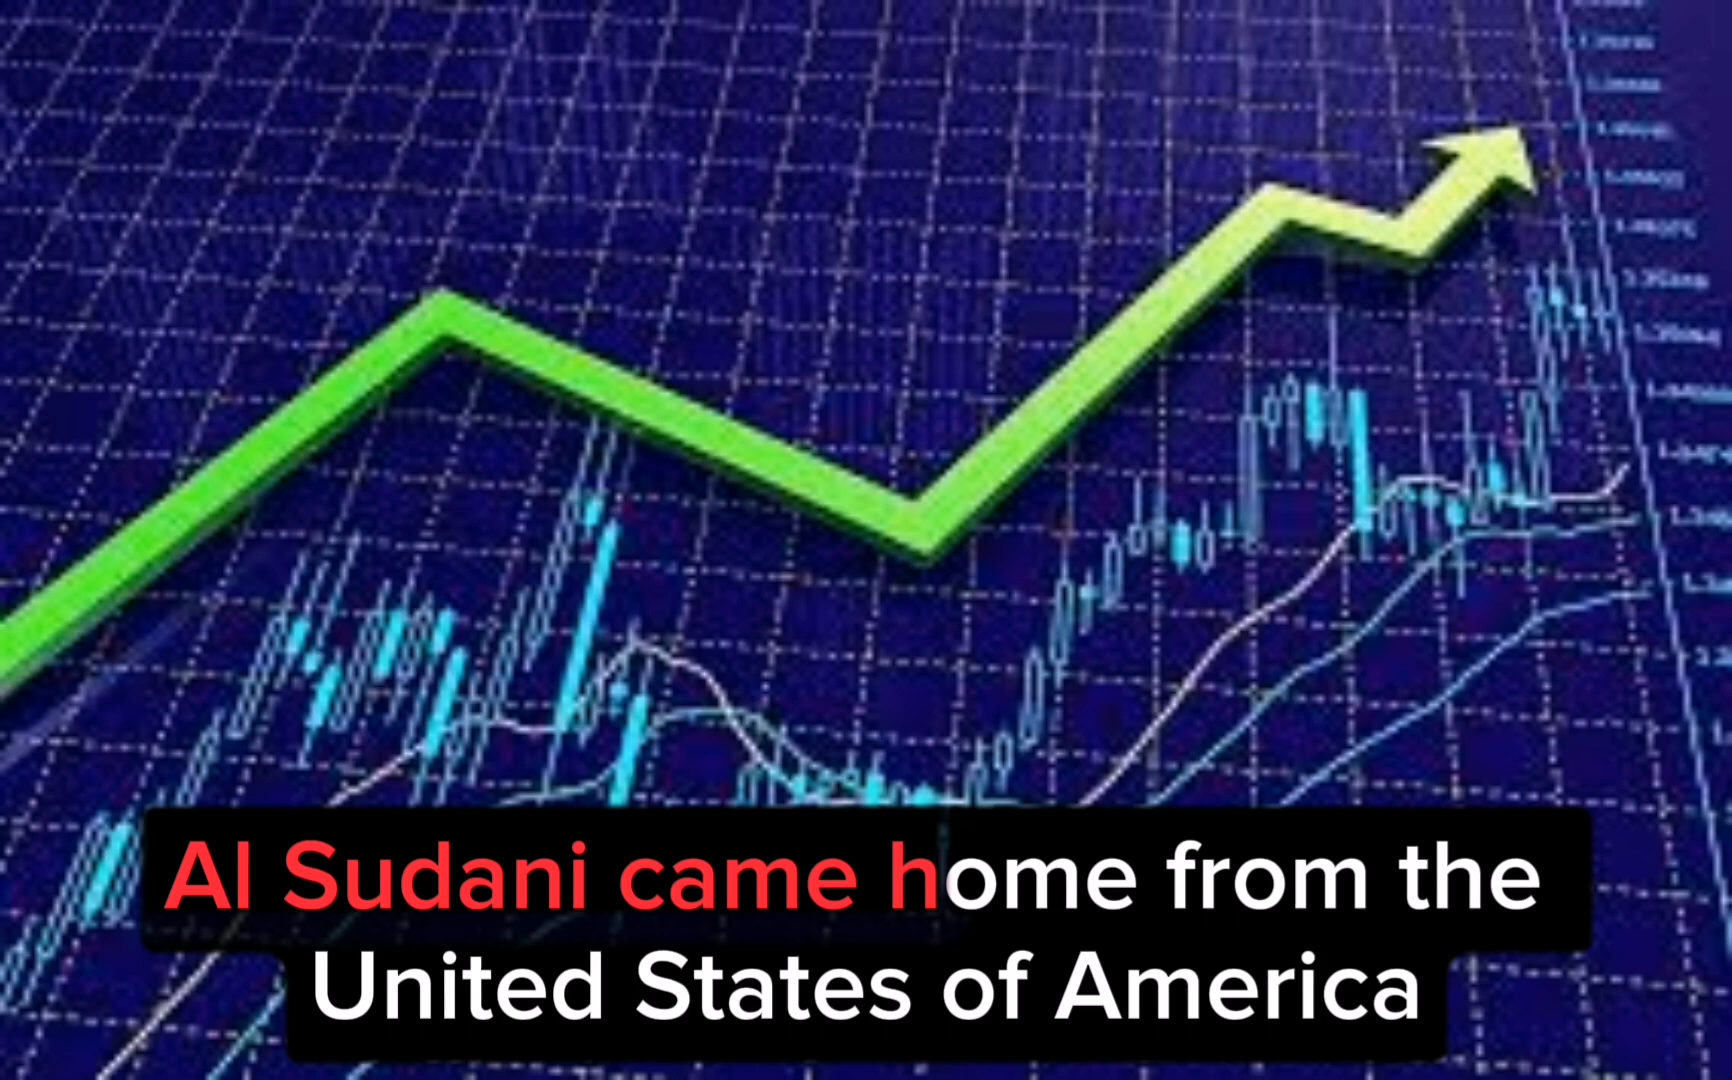 Al Sudani came home from the
United States of America